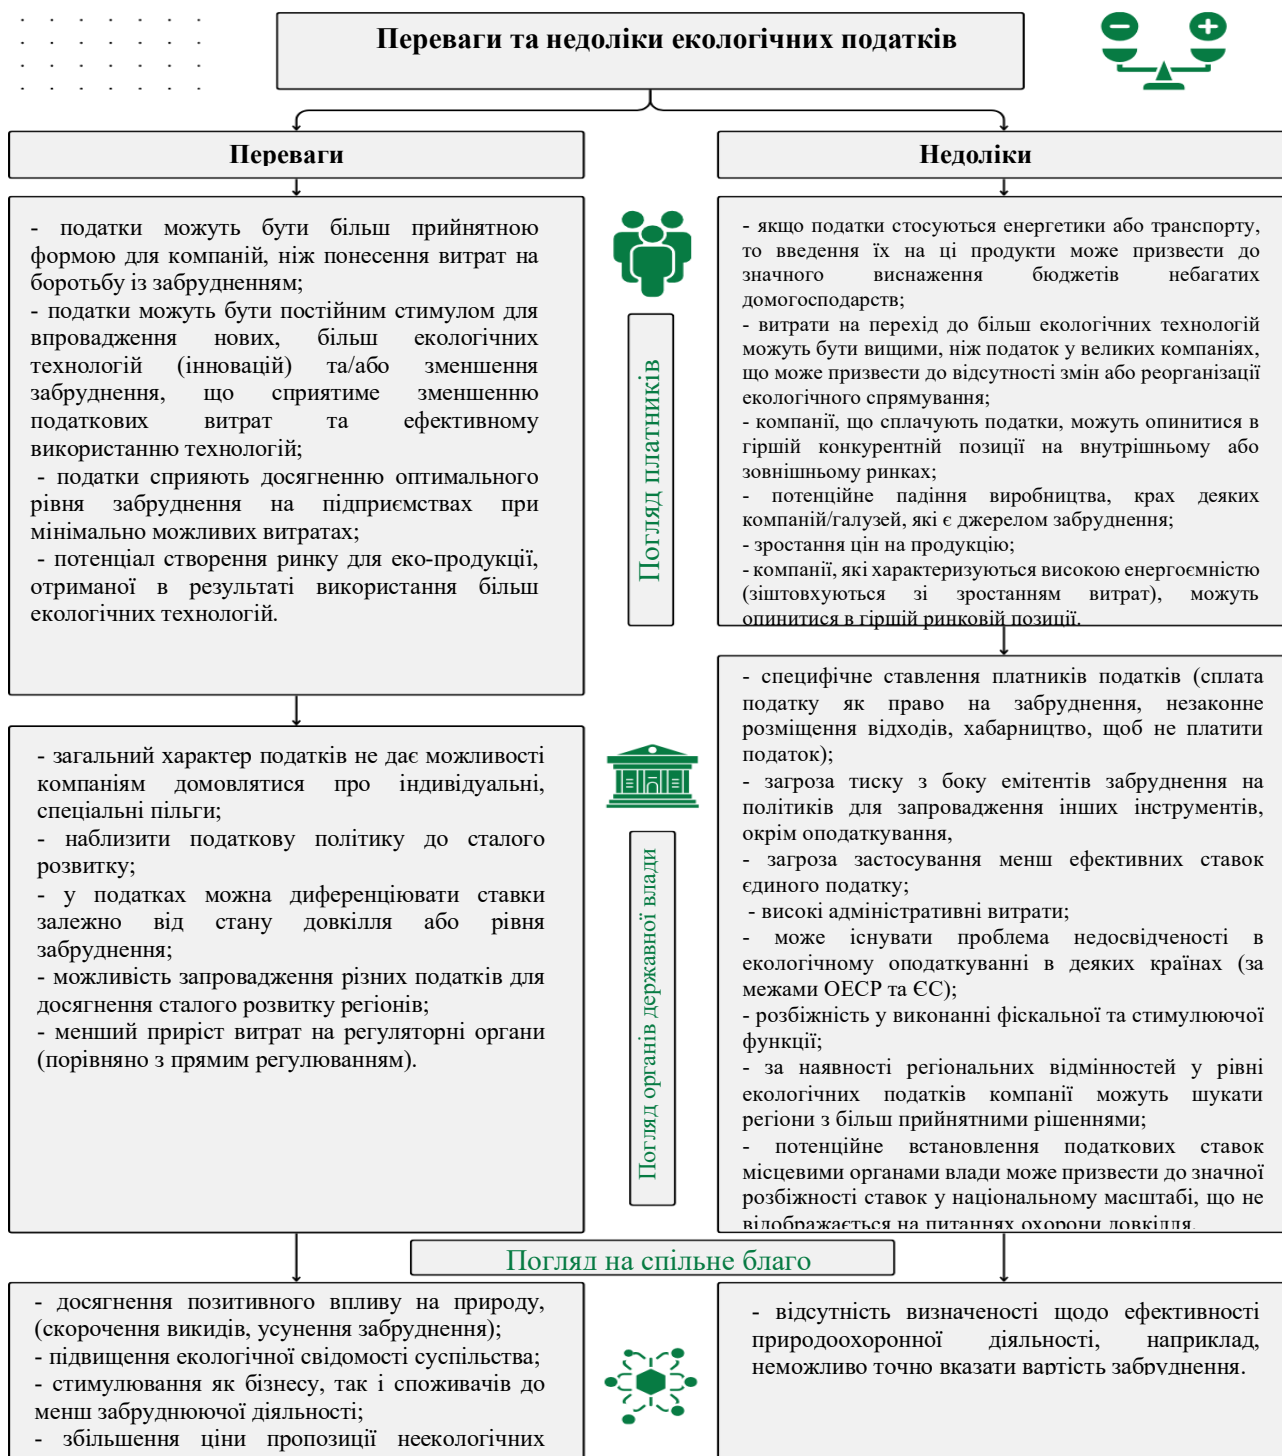 Переваги та недоліки екологічних податків
Переваги
- податки можуть бути більш прийнятною
формою для компаній, ніж понесення витрат на
боротьбу із забрудненням;
- податки можуть бути постійним стимулом для
впровадження нових, більш екологічних
технологій (інновацій) та/або зменшення
забруднення, що сприятиме зменшенню
податкових витрат та ефективному
використанню технологій;
- податки сприяють досягненню оптимального
рівня забруднення на підприємствах при
мінімально можливих витратах;
- потенціал створення ринку для еко-продукції,
отриманої в результаті використання більш
екологічних технологій.
Погляд платників
Недоліки
- якщо податки стосуються енергетики або транспорту,
то введення їх на ці продукти може призвести до
значного виснаження бюджетів небагатих
домогосподарств;
- витрати на перехід до більш екологічних технологій
можуть бути вищими, ніж податок у великих компаніях,
що може призвести до відсутності змін або реорганізації
екологічного спрямування;
- компанії, що сплачують податки, можуть опинитися в
гіршій конкурентній позиції на внутрішньому або
зовнішньому ринках;
- потенційне падіння виробництва, крах деяких
компаній/галузей, які є джерелом забруднення;
- зростання цін на продукцію;
- компанії, які характеризуються високою енергоємністю
(зіштовхуються зі зростанням витрат), можуть
опинитися в гіршій ринковій позиції.
- загальний характер податків не дає можливості
компаніям домовлятися про індивідуальні,
спеціальні пільги;
- наблизити податкову політику до сталого
розвитку;
- у податках можна диференціювати ставки
залежно від стану довкілля або рівня
забруднення;
- можливість запровадження різних податків для
досягнення сталого розвитку регіонів;
- менший приріст витрат на регуляторні органи
(порівняно з прямим регулюванням).
Погляд органів державної влади
- специфічне ставлення платників податків (сплата
податку як право на забруднення, незаконне
розміщення відходів, хабарництво, щоб не платити
податок);
- загроза тиску з боку емітентів забруднення на
політиків для запровадження інших інструментів,
окрім оподаткування,
- загроза застосування менш ефективних ставок
єдиного податку;
- високі адміністративні витрати;
- може існувати проблема недосвідченості в
екологічному оподаткуванні в деяких країнах (за
межами ОЕСР та ЄС);
- розбіжність у виконанні фіскальної та стимулюючої
функції;
- за наявності регіональних відмінностей у рівні
екологічних податків компанії можуть шукати
регіони з більш прийнятними рішеннями;
- потенційне встановлення податкових ставок
місцевими органами влади може призвести до значної
розбіжності ставок у національному масштабі, що не
відображається на питаннях охорони довкілля.
Погляд на спільне благо
- досягнення позитивного впливу на природу,
(скорочення викидів, усунення забруднення);
- підвищення екологічної свідомості суспільства;
- стимулювання як бізнесу, так і споживачів до
менш забруднюючої діяльності;
- збільшення ціни пропозиції неекологічних
- відсутність визначеності щодо ефективності
природоохоронної діяльності, наприклад,
неможливо точно вказати вартість забруднення.